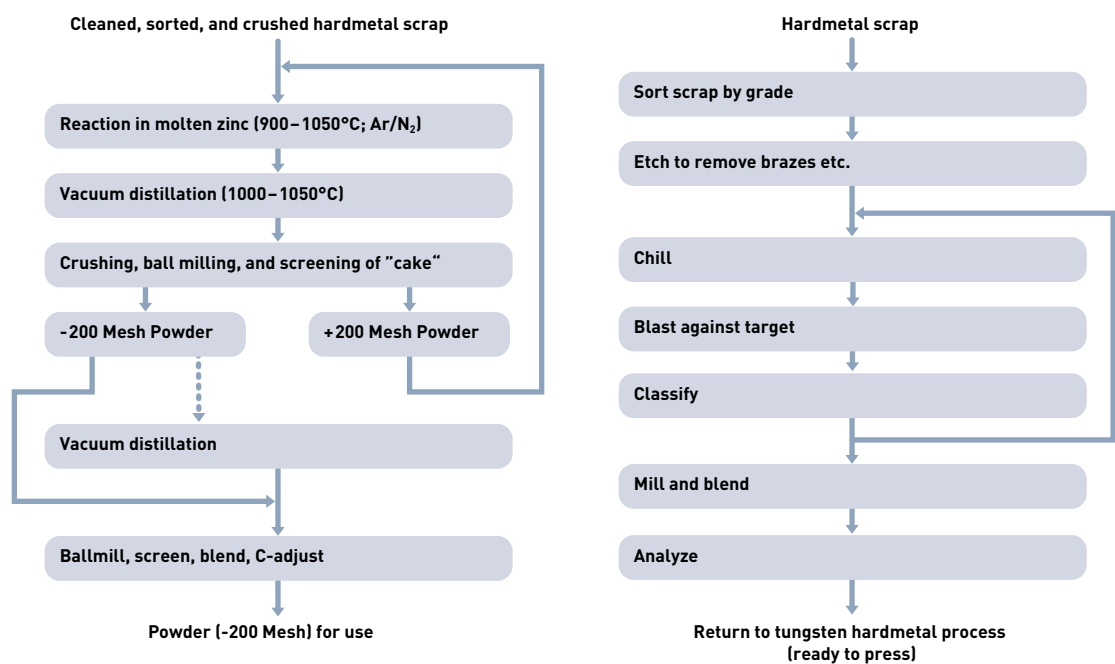 Cleaned, sorted, and crushed hardmetal scrap
Reaction in molten zinc (900–1050°C; Ar/N₂)
Vacuum distillation (1000–1050°C)
Crushing, ball milling, and screening of ”cake“
-200 Mesh Powder
+200 Mesh Powder
Vacuum distillation
Ballmill, screen, blend, C-adjust
Powder (-200 Mesh) for use
Hardmetal scrap
Sort scrap by grade
Etch to remove brazes etc.
Chill
Blast against target
Classify
Mill and blend
Analyze
Return to tungsten hardmetal process
(ready to press)